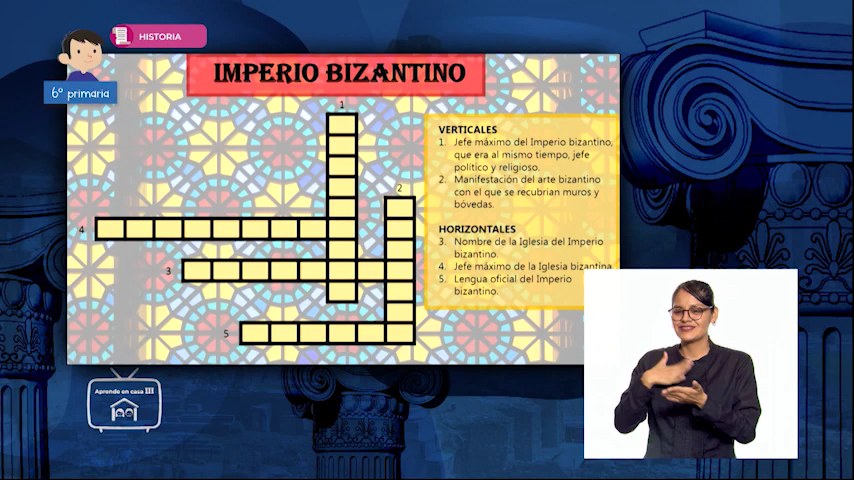 HISTORIA
6º primaria
IMPERIO BIZANTINO
1
2
4
3
5
VERTICALES
1. Jefe máximo del Imperio bizantino,
que era al mismo tiempo, jefe
politico y religioso.
2. Manifestación del arte bizantino
con el que se recubrian muros y
bóvedas.
HORIZONTALES
3. Nombre de la Iglesia del Imperio
bizantino.
4. Jefe máximo de la Iglesia bizantina
5. Lengua oficial del Imperio
bizantino.
Aprende en casa III